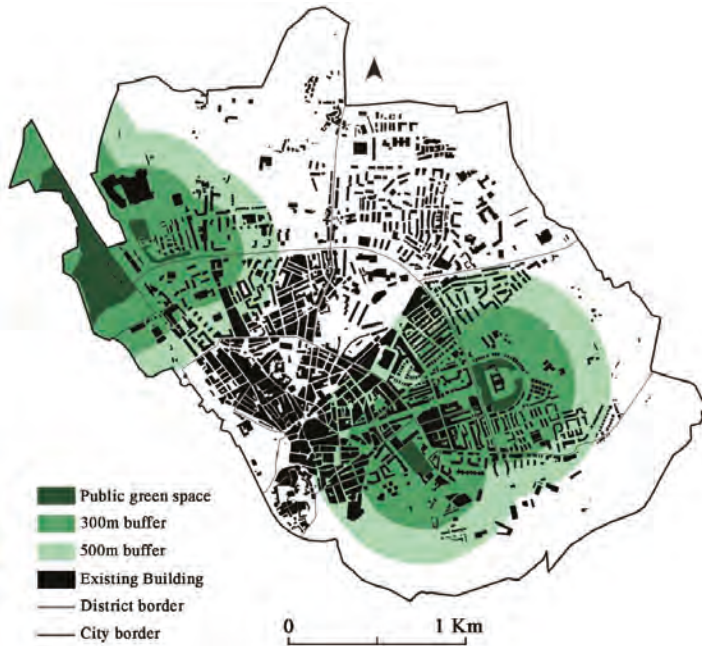 Public green space
300m buffer
500m buffer
Existing Building
District border
City border
0 1 Km